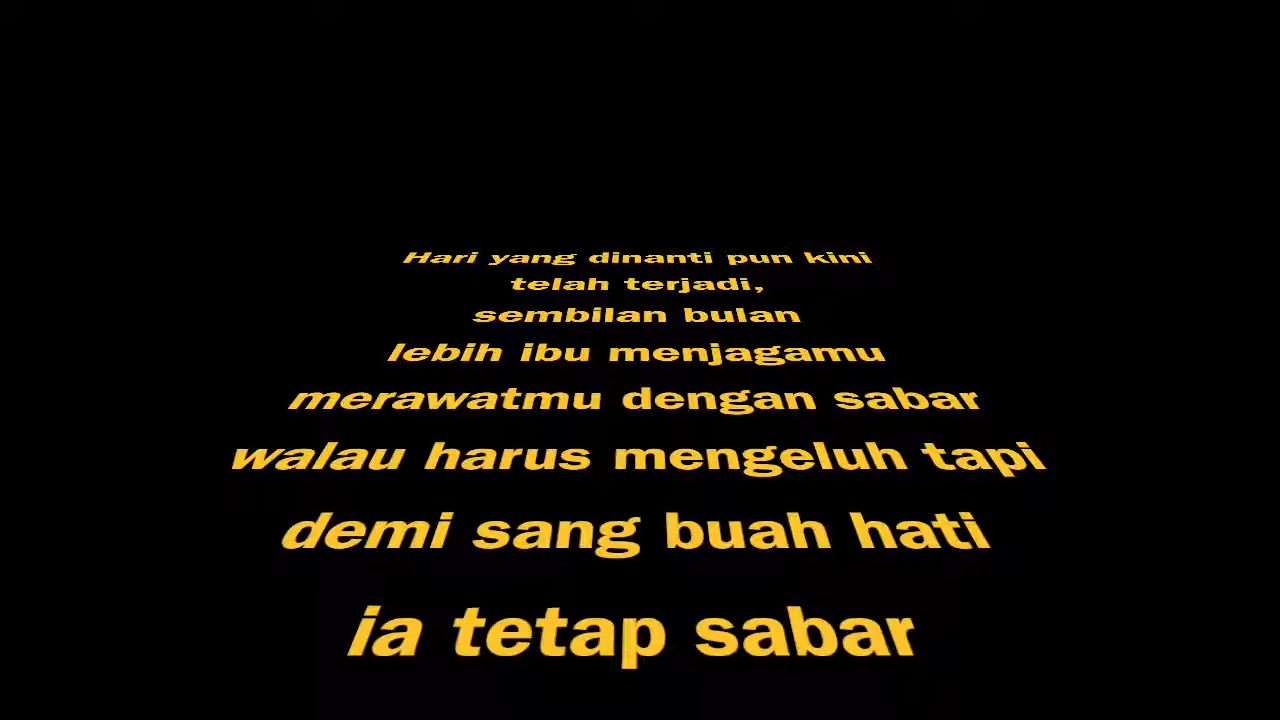 Hari yang dinanti pun kini
telah terjadi,
sembilan bulan
lebih ibu menjagamu
merawatmu dengan sabar
walau harus mengeluh tapi
demi sang buah hati
ia tetap sabar